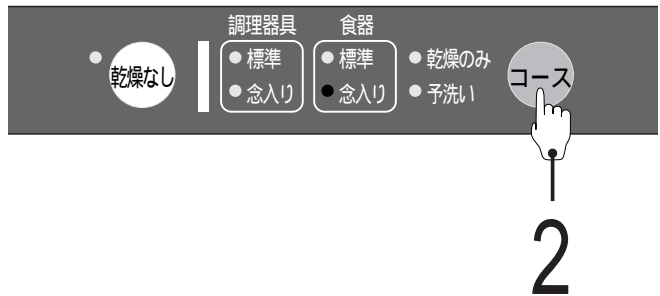 調理器具 食器
標準 標準 乾燥のみ
乾燥なし コース
念入り 念入り 予洗い
2